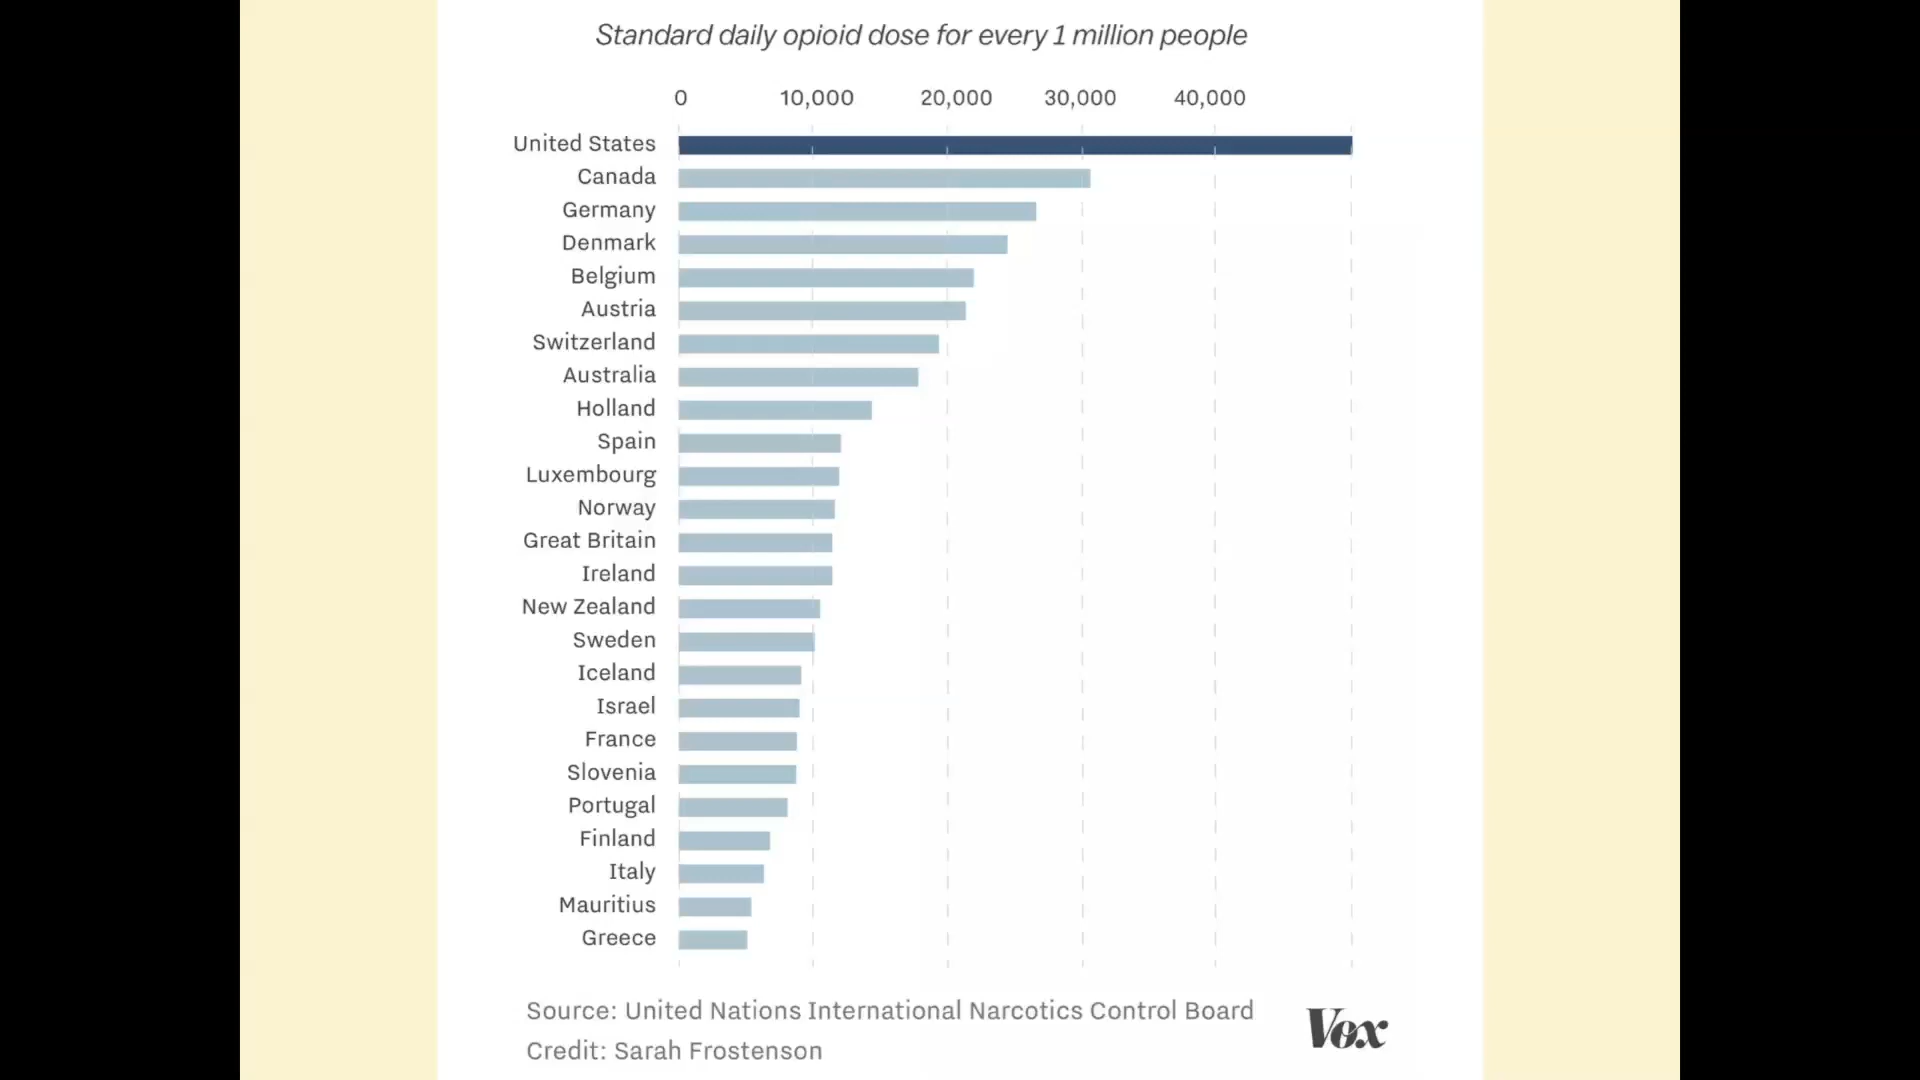 Standard daily opioid dose for every 1 million people
0 10,000 20,000 30,000 40,000
United States
Canada
Germany
Denmark
Belgium
Austria
Switzerland
Australia
Holland
Spain
Luxembourg
Norway
Great Britain
Ireland
New Zealand
Sweden
Iceland
Israel
France
Slovenia
Portugal
Finland
Italy
Mauritius
Greece
Source: United Nations International Narcotics Control Board
Credit: Sarah Frostenson
Vox